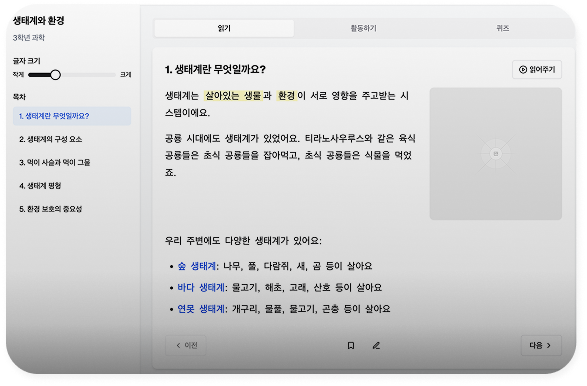 생태계와 환경
3학년 과학
글자 크기
작게
크게
목차
1. 생태계란 무엇일까요?
2. 생태계의 구성 요소
3. 먹이 사슬과 먹이 그물
4. 생태계 평형
5. 환경 보호의 중요성
읽기
활동하기
퀴즈
1. 생태계란 무엇일까요?
읽어주기
생태계는 살아있는 생물과 환경이 서로 영향을 주고받는 시
스템이에요.
공룡 시대에도 생태계가 있었어요. 티라노사우루스와 같은 육식
공룡들은 초식 공룡들을 잡아먹고, 초식 공룡들은 식물을 먹었
죠.
우리 주변에도 다양한 생태계가 있어요:
• 숲 생태계: 나무, 풀, 다람쥐, 새, 곰 등이 살아요
• 바다 생태계: 물고기, 해초, 고래, 산호 등이 살아요
• 연못 생태계: 개구리, 물풀, 물고기, 곤충 등이 살아요
이전
다음